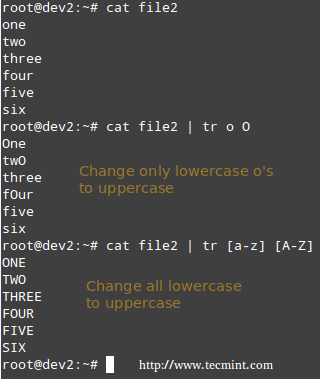 root@dev2:~# cat file2
one
two
three
four
five
six
root@dev2:~# cat file2 | tr o O
One
twO
three
fOur
five
six
Change only lowercase o's
to uppercase
root@dev2:~# cat file2 | tr [a-z] [A-Z]
ONE
TWO
THREE
FOUR
FIVE
SIX
Change all lowercase
to uppercase
root@dev2:~# http://www.tecmint.com